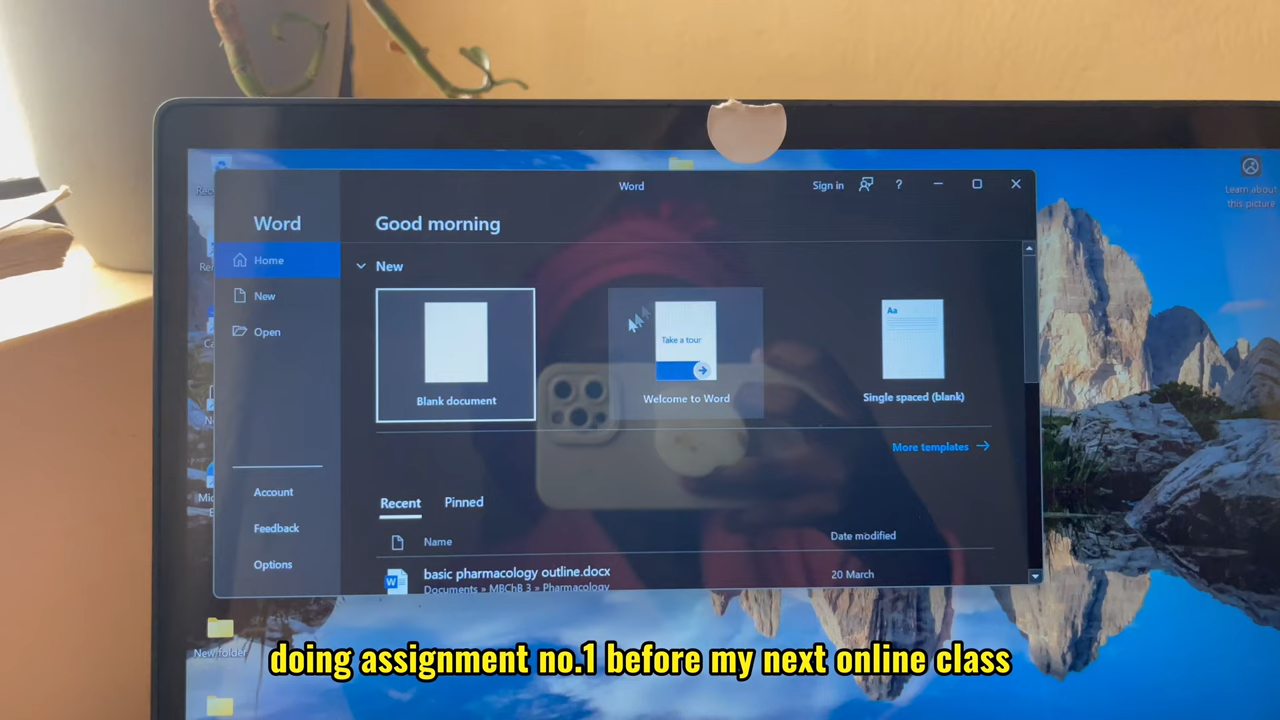 Word
Sign in
?
Learn about
this picture
Word
Good morning
Home
New
New
Open
Aa
Take a tour
Blank document
Welcome to Word
Single spaced (blank)
More templates
Account
Recent
Pinned
Feedback
Name
Date modified
Options
basic pharmacology outline.docx
20 March
Documents » MBChB 3 » Pharmacology
New folder
doing assignment no.1 before my next online class